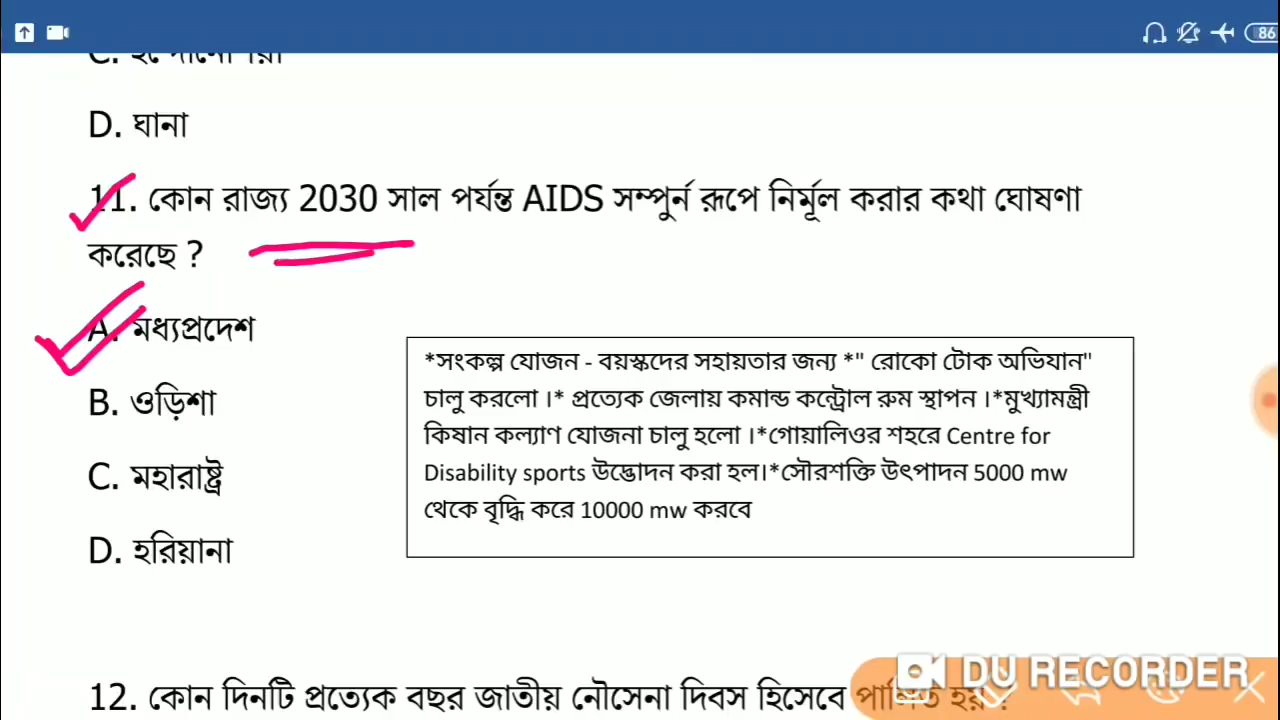 86
D. ঘানা
11. কোন রাজ্য 2030 সাল পর্যন্ত AIDS সম্পুর্ন রূপে নির্মূল করার কথা ঘোষণা
করেছে ?
A. মধ্যপ্রদেশ
*সংকল্প যোজন - বয়স্কদের সহায়তার জন্য *" রোকো টোক অভিযান"
চালু করলো ।* প্রত্যেক জেলায় কমান্ড কন্ট্রোল রুম স্থাপন ।*মুখ্যামন্ত্রী
কিষান কল্যাণ যোজনা চালু হলো ।*গোয়ালিওর শহরে Centre for
Disability sports উদ্ভোদন করা হল।*সৌরশক্তি উৎপাদন 5000 mw
থেকে বৃদ্ধি করে 10000 mw করবে
B. ওড়িশা
C. মহারাষ্ট্র
D. হরিয়ানা
12. কোন দিনটি প্রত্যেক বছর জাতীয় নৌসেনা দিবস হিসেবে পালিত হয় ?
DU RECORDER